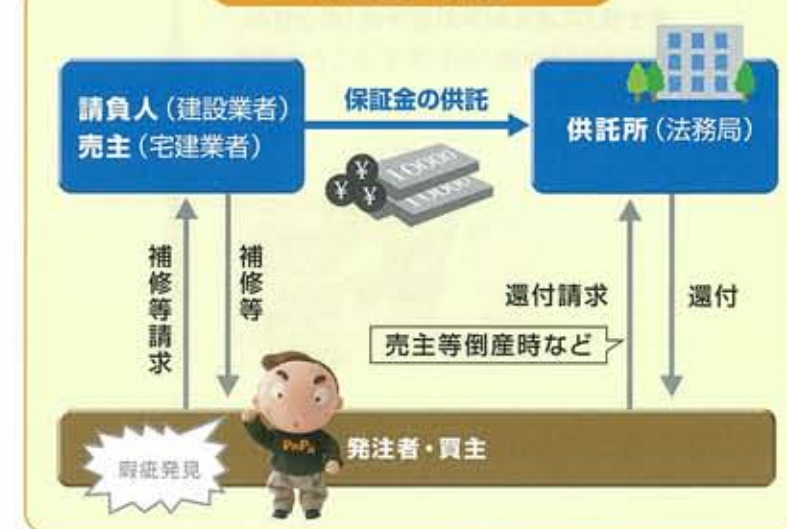 請負人（建設業者）
売主（宅建業者）
保証金の供託
供託所（法務局）
¥ ¥ ¥
10000
補修等請求
補修等
還付請求
還付
売主等倒産時など
発注者・買主
瑕疵発見